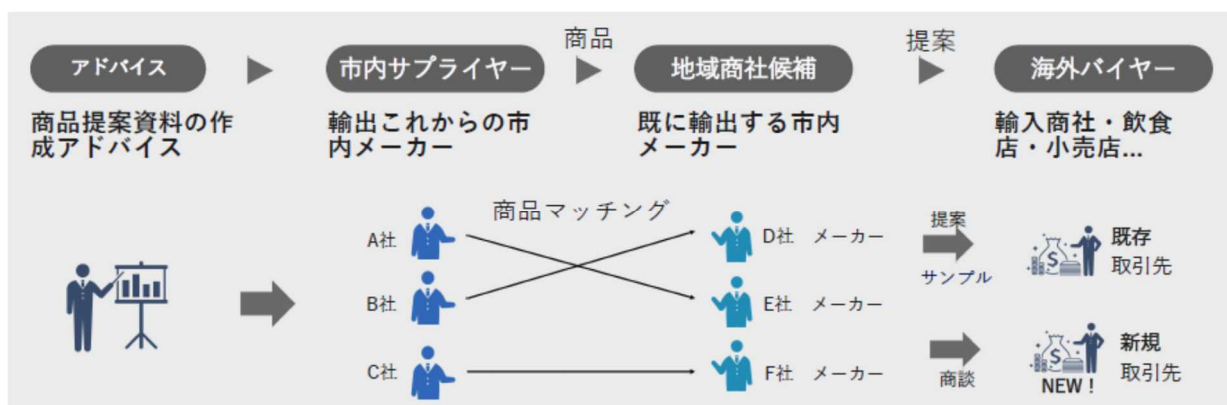 アドバイス
市内サプライヤー
商品
地域商社候補
提案
海外バイヤー
商品提案資料の作
成アドバイス
輸出これからの市
内メーカー
既に輸出する市内
メーカー
輸入商社・飲食
店・小売店...
商品マッチング
A社
B社
C社
D社 メーカー
E社 メーカー
F社 メーカー
提案
サンプル
商談
$
既存
取引先
$
NEW！
新規
取引先